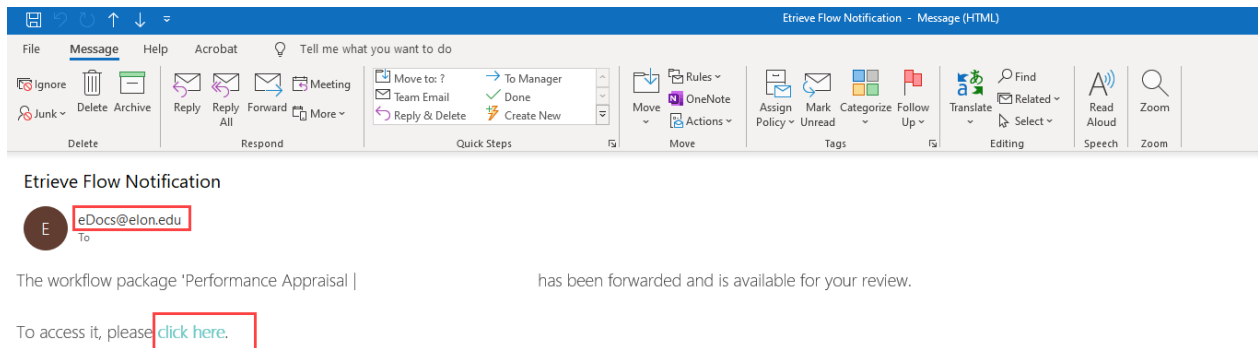 Etrieve Flow Notification - Message (HTML)
File Message Help Acrobat Tell me what you want to do
Ignore
Junk
Delete Archive
Delete
Reply Reply All Forward
Meeting
More
Respond
Move to: ? To Manager
Team Email Done
Reply & Delete Create New
Quick Steps
Move
Rules
OneNote
Actions
Move
Assign Policy Mark Unread Categorize Follow Up
Tags
Translate
Find
Related
Select
Editing
Read Aloud
Speech
Zoom
Zoom
Etrieve Flow Notification
E
eDocs@elon.edu
To
The workflow package 'Performance Appraisal | has been forwarded and is available for your review.
To access it, please click here.